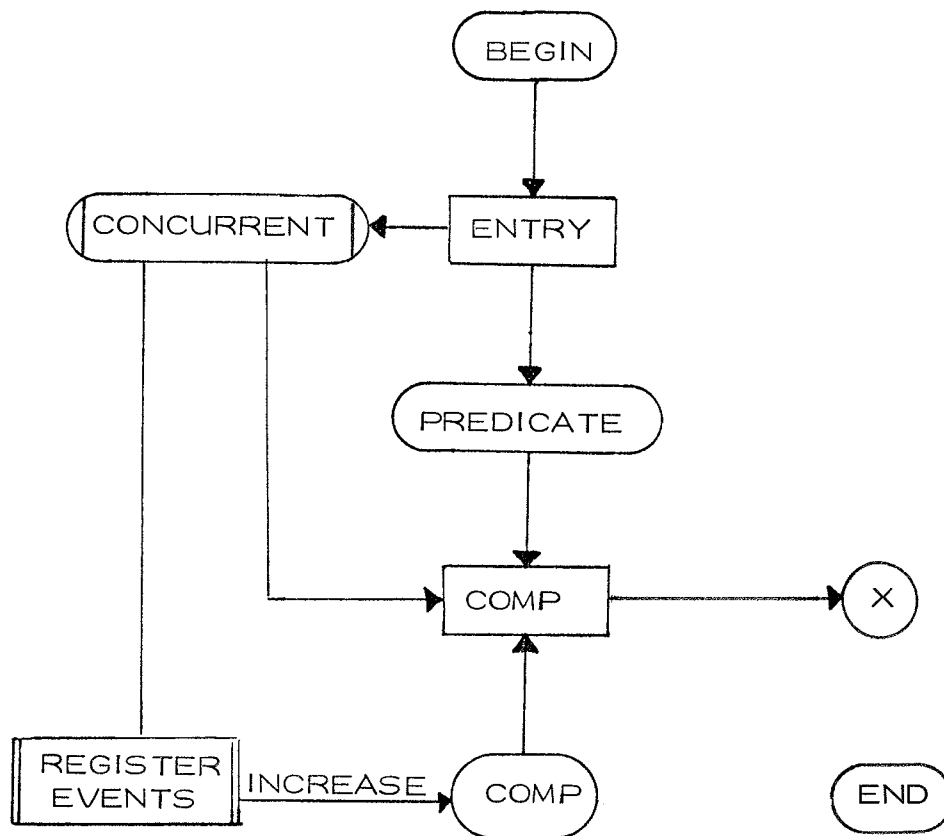 BEGIN
CONCURRENT
ENTRY
PREDICATE
COMP
X
REGISTER
EVENTS
INCREASE
COMP
END